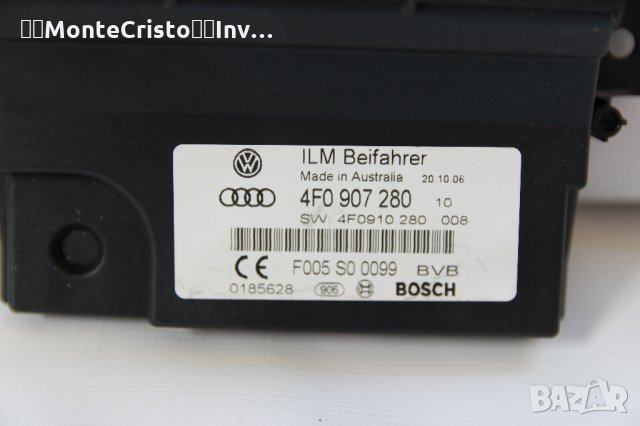 MonteCristo Inv...
ILM Beifahrer
Made in Australia 20.10.06
4F0 907 280 10
SW: 4F0910 280 008
CE F005 S0 0099 BVB
0185628 906 BOSCH
BAZAR